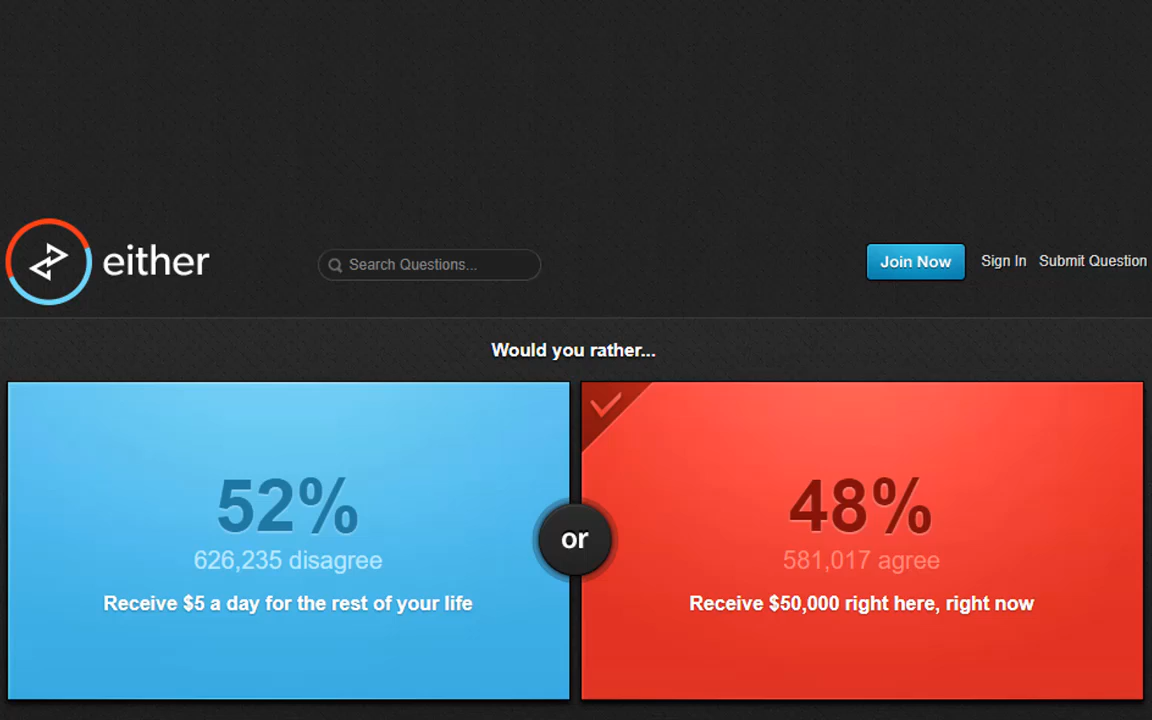 either
Search Questions...
Join Now
Sign In
Submit Question
Would you rather...
52%
626,235 disagree
Receive $5 a day for the rest of your life
or
48%
581,017 agree
Receive $50,000 right here, right now